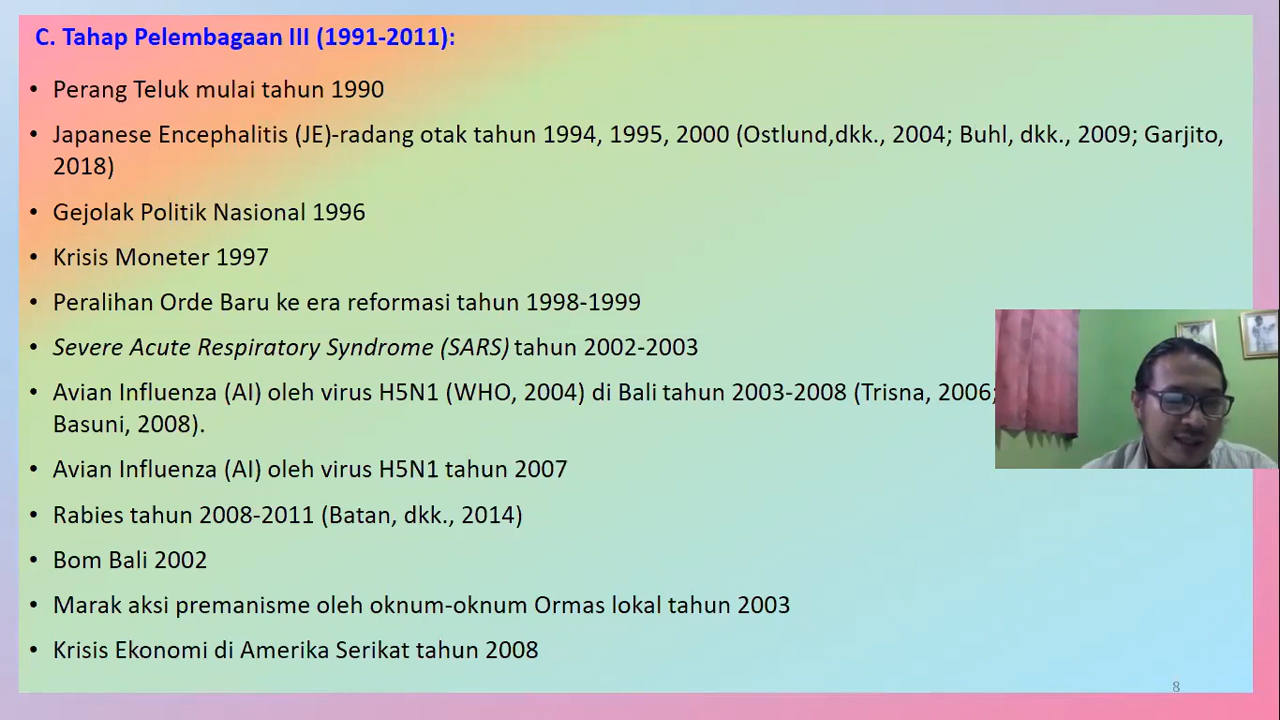 C. Tahap Pelembagaan III (1991-2011):
• Perang Teluk mulai tahun 1990
• Japanese Encephalitis (JE)-radang otak tahun 1994, 1995, 2000 (Ostlund,dkk., 2004; Buhl, dkk., 2009; Garjito,
2018)
• Gejolak Politik Nasional 1996
• Krisis Moneter 1997
• Peralihan Orde Baru ke era reformasi tahun 1998-1999
• Severe Acute Respiratory Syndrome (SARS) tahun 2002-2003
• Avian Influenza (AI) oleh virus H5N1 (WHO, 2004) di Bali tahun 2003-2008 (Trisna, 2006;
Basuni, 2008).
• Avian Influenza (AI) oleh virus H5N1 tahun 2007
• Rabies tahun 2008-2011 (Batan, dkk., 2014)
• Bom Bali 2002
• Marak aksi premanisme oleh oknum-oknum Ormas lokal tahun 2003
• Krisis Ekonomi di Amerika Serikat tahun 2008
8